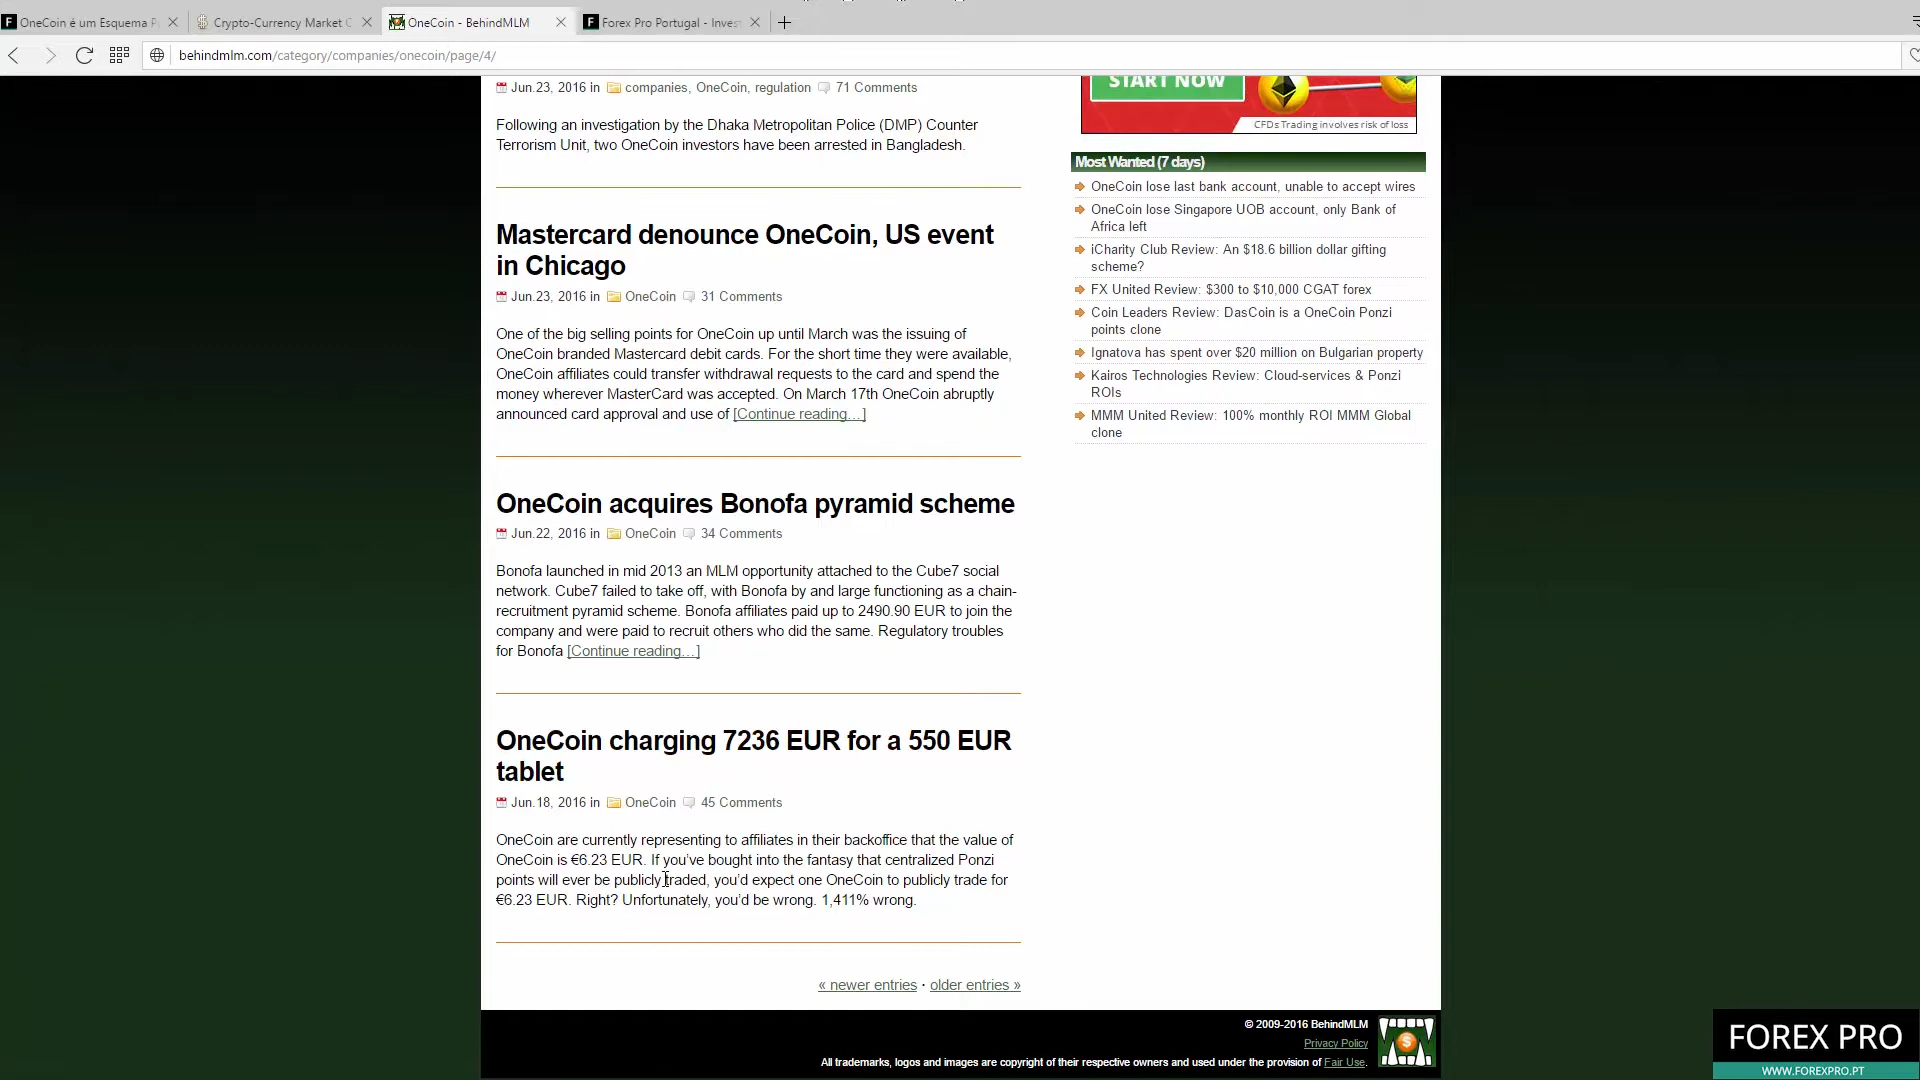 OneCoin é um Esquema P
Crypto-Currency Market C
OneCoin - BehindMLM
Forex Pro Portugal - Invest
behindmlm.com/category/companies/onecoin/page/4/
Jun.23, 2016 in companies, OneCoin, regulation 71 Comments
Following an investigation by the Dhaka Metropolitan Police (DMP) Counter
Terrorism Unit, two OneCoin investors have been arrested in Bangladesh.
Mastercard denounce OneCoin, US event
in Chicago
Jun.23, 2016 in OneCoin 31 Comments
One of the big selling points for OneCoin up until March was the issuing of
OneCoin branded Mastercard debit cards. For the short time they were available,
OneCoin affiliates could transfer withdrawal requests to the card and spend the
money wherever MasterCard was accepted. On March 17th OneCoin abruptly
announced card approval and use of [Continue reading…]
OneCoin acquires Bonofa pyramid scheme
Jun.22, 2016 in OneCoin 34 Comments
Bonofa launched in mid 2013 an MLM opportunity attached to the Cube7 social
network. Cube7 failed to take off, with Bonofa by and large functioning as a chain-
recruitment pyramid scheme. Bonofa affiliates paid up to 2490.90 EUR to join the
company and were paid to recruit others who did the same. Regulatory troubles
for Bonofa [Continue reading…]
OneCoin charging 7236 EUR for a 550 EUR
tablet
Jun.18, 2016 in OneCoin 45 Comments
OneCoin are currently representing to affiliates in their backoffice that the value of
OneCoin is €6.23 EUR. If you've bought into the fantasy that centralized Ponzi
points will ever be publicly traded, you'd expect one OneCoin to publicly trade for
€6.23 EUR. Right? Unfortunately, you'd be wrong. 1,411% wrong.
« newer entries · older entries »
START NOW
CFDs Trading involves risk of loss
Most Wanted (7 days)
OneCoin lose last bank account, unable to accept wires
OneCoin lose Singapore UOB account, only Bank of
Africa left
iCharity Club Review: An $18.6 billion dollar gifting
scheme?
FX United Review: $300 to $10,000 CGAT forex
Coin Leaders Review: DasCoin is a OneCoin Ponzi
points clone
Ignatova has spent over $20 million on Bulgarian property
Kairos Technologies Review: Cloud-services & Ponzi
ROIs
MMM United Review: 100% monthly ROI MMM Global
clone
© 2009-2016 BehindMLM
Privacy Policy
All trademarks, logos and images are copyright of their respective owners and used under the provision of Fair Use.
FOREX PRO
WWW.FOREXPRO.PT